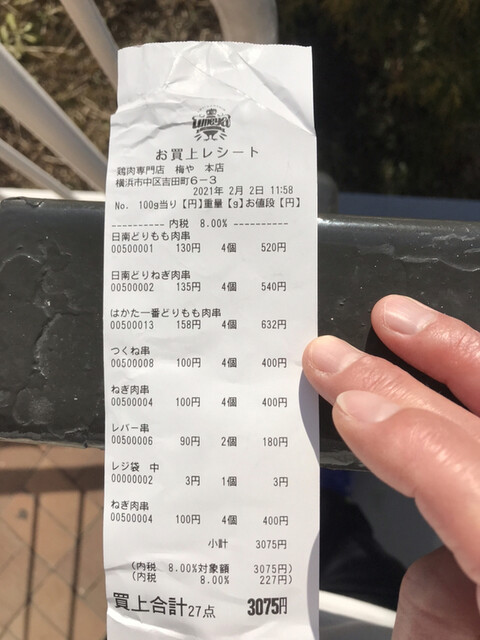 Umeya
お買上レシート
鶏肉専門店 梅や 本店
横浜市中区吉田町6-3
2021年 2月 2日 11:58
No. 100g当り【円】重量【g】お値段【円】
---------- 内税 8.00% ----------
日南どりもも肉串
00500001 130円 4個 520円
日南どりねぎ肉串
00500002 135円 4個 540円
はかた一番どりもも肉串
00500013 158円 4個 632円
つくね串
00500008 100円 4個 400円
ねぎ肉串
00500004 100円 4個 400円
レバー串
00500006 90円 2個 180円
レジ袋 中
00000002 3円 1個 3円
ねぎ肉串
00500004 100円 4個 400円
小計 3075円
(内税 8.00%対象額 3075円)
(内税 8.00% 227円)
買上合計27点 3075円